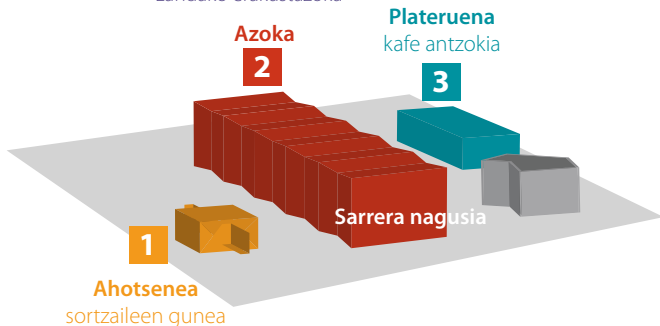 Azoka
2
Plateruena
kafe antzokia
3
Sarrera nagusia
1
Ahotsenea
sortzaileen gunea